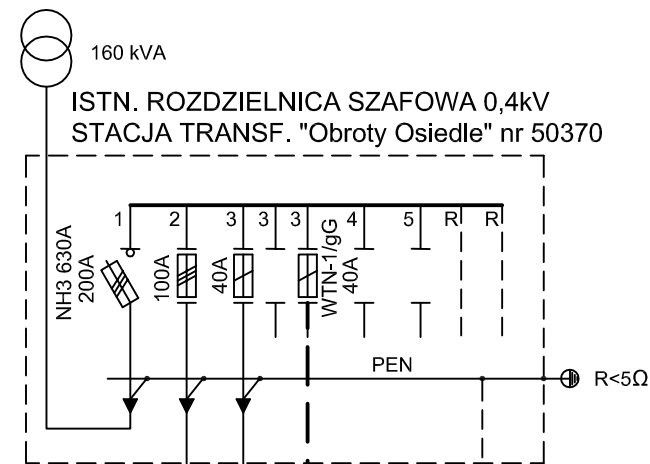 160 kVA
ISTN. ROZDZIELNICA SZAFOWA 0,4kV
STACJA TRANSF. "Obroty Osiedle" nr 50370
1 2 3 3 3 4 5 R R
NH3 630A
200A
100A
40A
WTN-1/gG
40A
PEN
R<5Ω